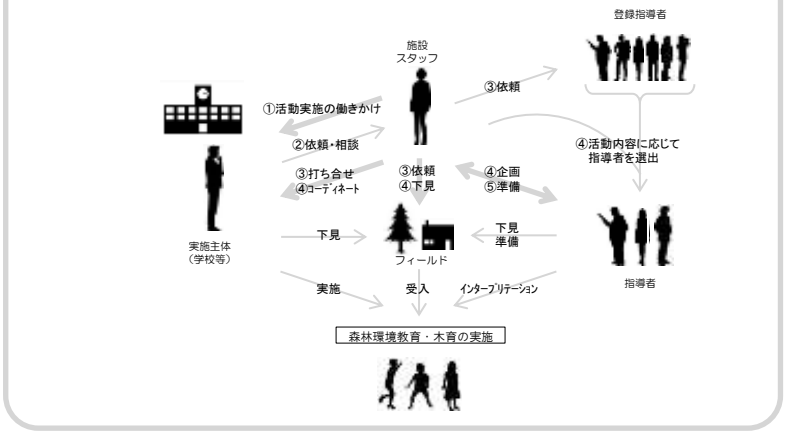 登録指導者
施設
スタッフ
③依頼
①活動実施の働きかけ
②依頼・相談
④活動内容に応じて
指導者を選出
③打ち合せ
④コーディネート
③依頼
④下見
④企画
⑤準備
下見
下見
準備
実施主体
（学校等）
フィールド
指導者
実施
受入
インタープリテーション
森林環境教育・木育の実施